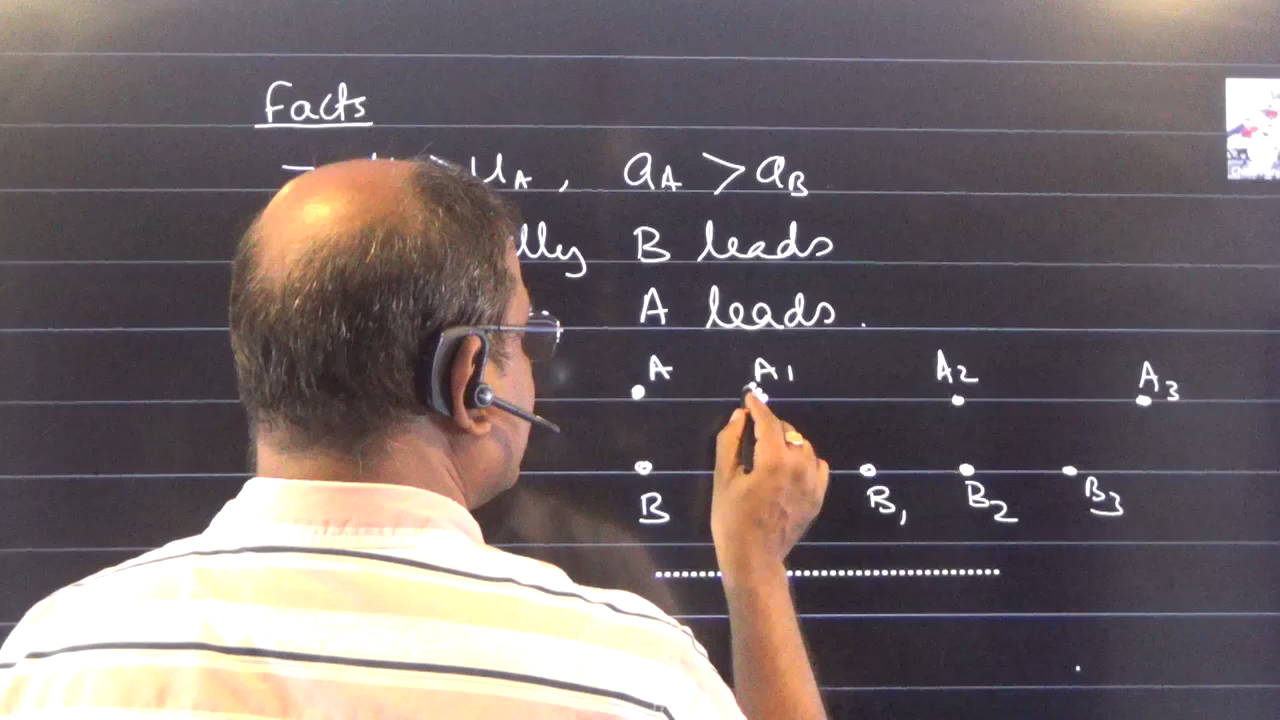 Facts
– uA, aA > aB
lly B leads
A leads.
A A1 A2 A3
B B1 B2 B3